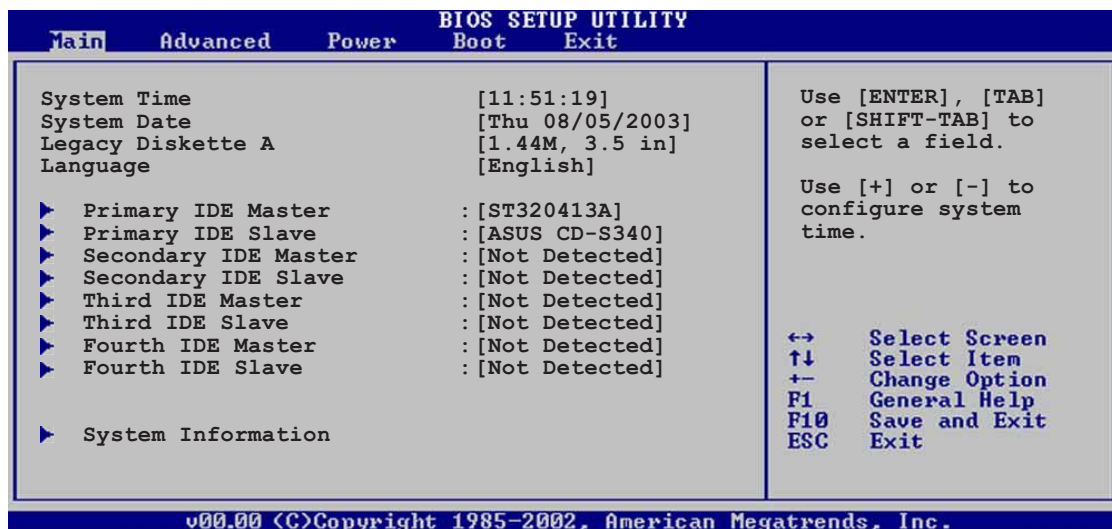 BIOS SETUP UTILITY
Main Advanced Power Boot Exit
System Time [11:51:19]
System Date [Thu 08/05/2003]
Legacy Diskette A [1.44M, 3.5 in]
Language [English]
Primary IDE Master :[ST320413A]
Primary IDE Slave :[ASUS CD-S340]
Secondary IDE Master :[Not Detected]
Secondary IDE Slave :[Not Detected]
Third IDE Master :[Not Detected]
Third IDE Slave :[Not Detected]
Fourth IDE Master :[Not Detected]
Fourth IDE Slave :[Not Detected]
System Information
Use [ENTER], [TAB]
or [SHIFT-TAB] to
select a field.
Use [+] or [-] to
configure system
time.
↔ Select Screen
↑↓ Select Item
+- Change Option
F1 General Help
F10 Save and Exit
ESC Exit
v00.00 (C)Copyright 1985-2002, American Megatrends, Inc.